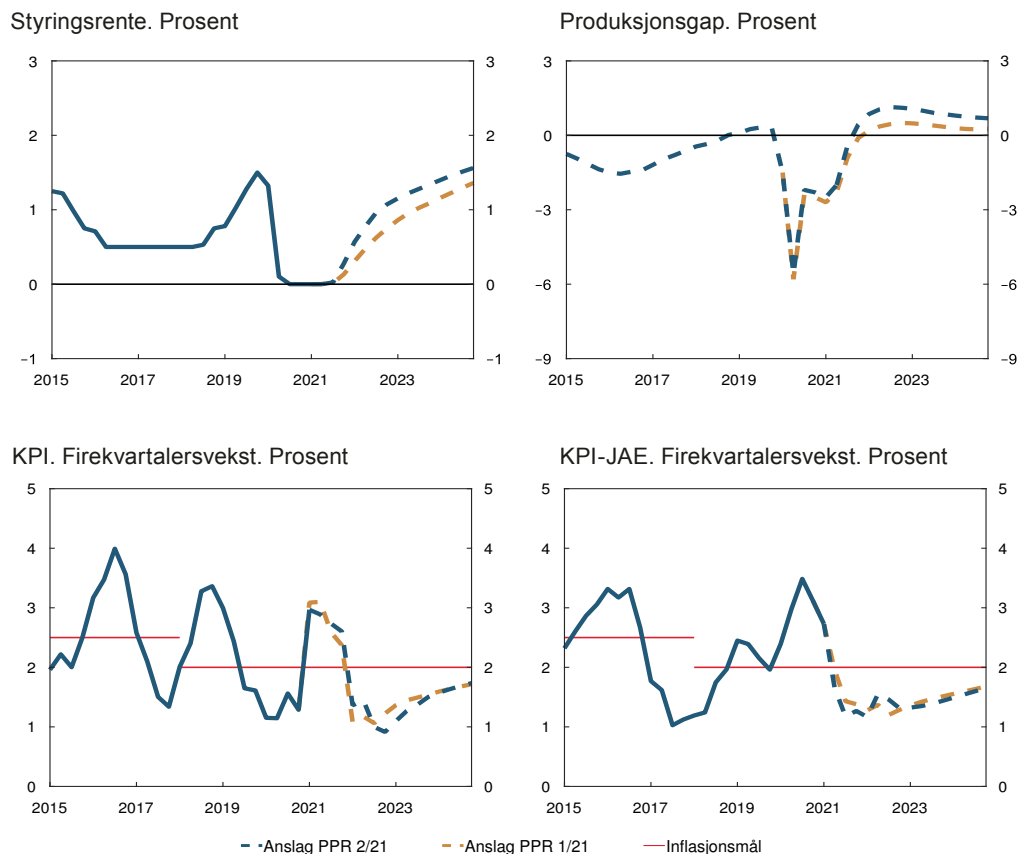 Styringsrente. Prosent
3 3
2 2
1 1
0 0
−1 −1
2015 2017 2019 2021 2023
Produksjonsgap. Prosent
3 3
0 0
−3 −3
−6 −6
−9 −9
2015 2017 2019 2021 2023
KPI. Firekvartalersvekst. Prosent
5 5
4 4
3 3
2 2
1 1
0 0
2015 2017 2019 2021 2023
KPI-JAE. Firekvartalersvekst. Prosent
5 5
4 4
3 3
2 2
1 1
0 0
2015 2017 2019 2021 2023
Anslag PPR 2/21 Anslag PPR 1/21 Inflasjonsmål